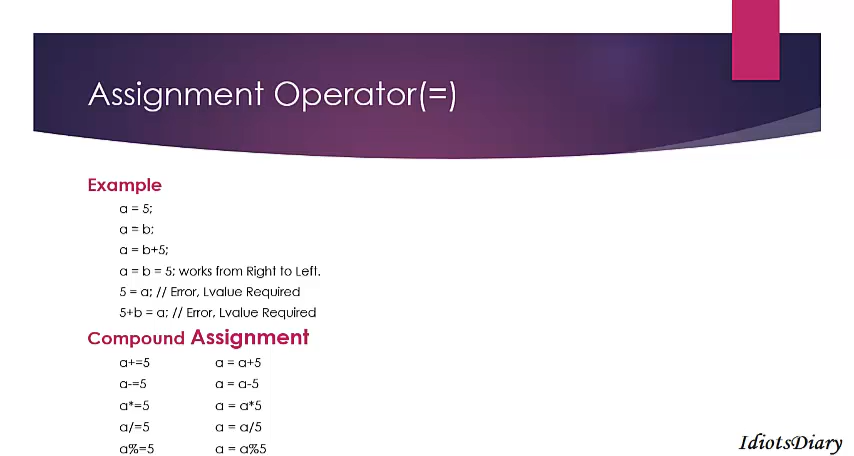 Assignment Operator(=)
Example
a = 5;
a = b;
a = b+5;
a = b = 5; works from Right to Left.
5 = a; // Error, Lvalue Required
5+b = a; // Error, Lvalue Required
Compound Assignment
a+=5 a = a+5
a-=5 a = a-5
a*=5 a = a*5
a/=5 a = a/5
a%=5 a = a%5
IdiotsDiary